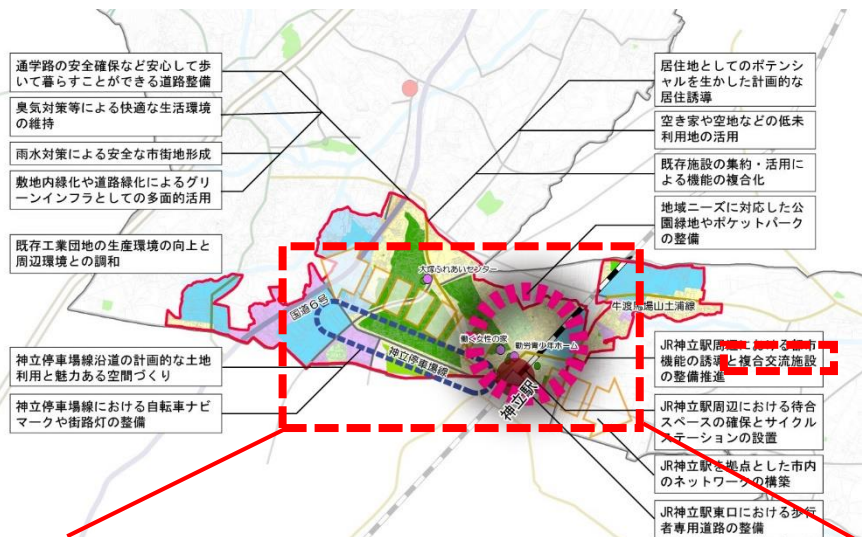 通学路の安全確保など安心して歩
いて暮らすことができる道路整備
臭気対策等による快適な生活環境
の維持
雨水対策による安全な市街地形成
敷地内緑化や道路緑化によるグリ
ーンインフラとしての多面的活用
既存工業団地の生産環境の向上と
周辺環境との調和
神立停車場線沿道の計画的な土地
利用と魅力ある空間づくり
神立停車場線における自転車ナビ
マークや街路灯の整備
大塚ふれあいセンター
国道6号
働く女性の家
勤労青少年ホーム
神立停車場線
神立駅
牛渡馬場山土浦線
居住地としてのポテンシ
ャルを生かした計画的な
居住誘導
空き家や空地などの低未
利用地の活用
既存施設の集約・活用に
よる機能の複合化
地域ニーズに対応した公
園緑地やポケットパーク
の整備
JR神立駅周辺における都市
機能の誘導と複合交流施設
の整備推進
JR神立駅周辺における待合
スペースの確保とサイクル
ステーションの設置
JR神立駅を拠点とした市内
のネットワークの構築
JR神立駅東口における歩行
者専用道路の整備